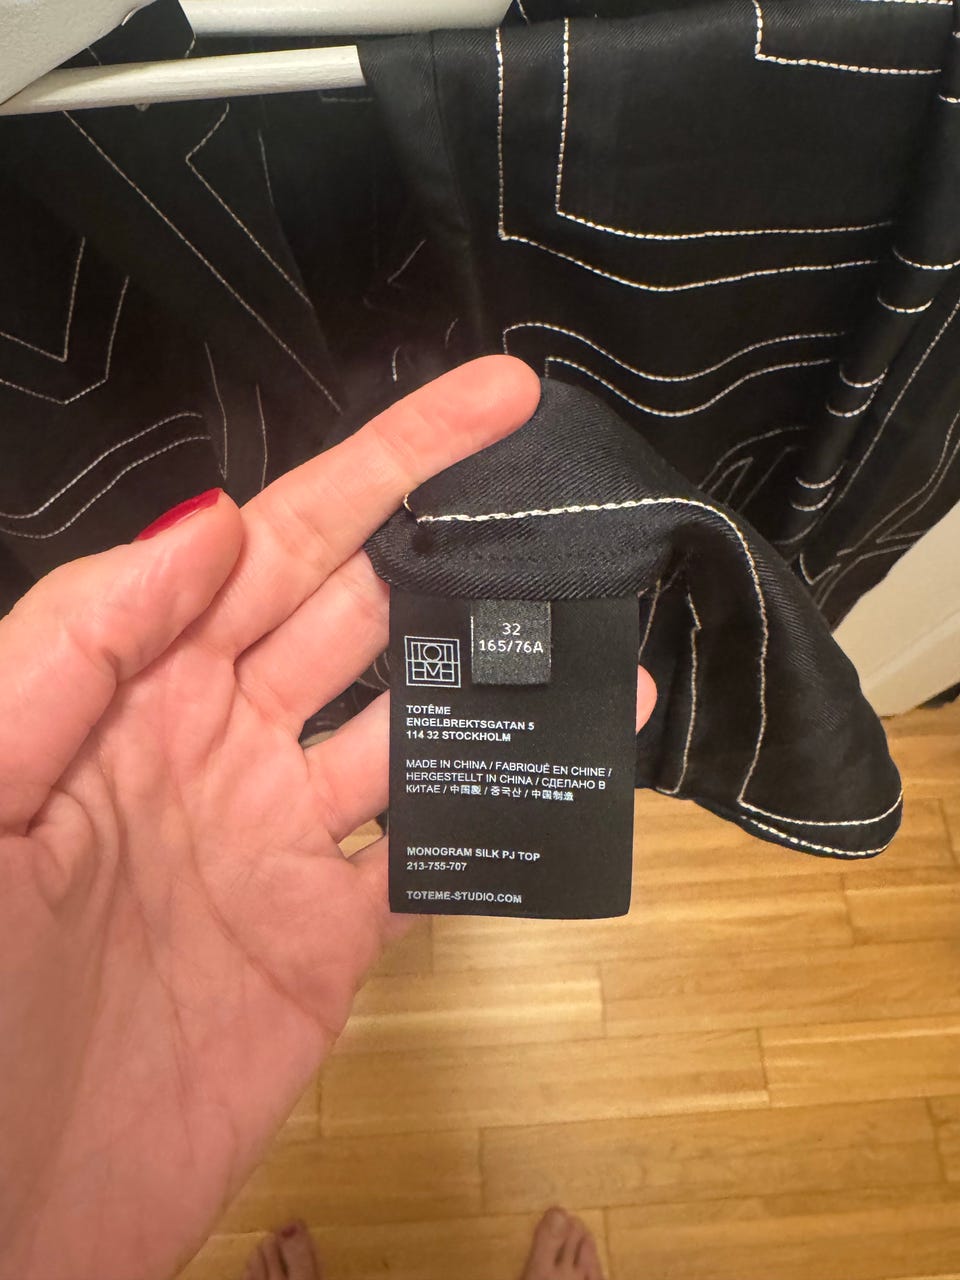 32
165/76A
TOTEME
TOTÊME
ENGELBREKTSGATAN 5
114 32 STOCKHOLM
MADE IN CHINA / FABRIQUÉ EN CHINE /
HERGESTELLT IN CHINA / СДЕЛАНО В
КИТАЕ / 中国製 / 중국산 / 中国制造
MONOGRAM SILK PJ TOP
213-755-707
TOTEME-STUDIO.COM